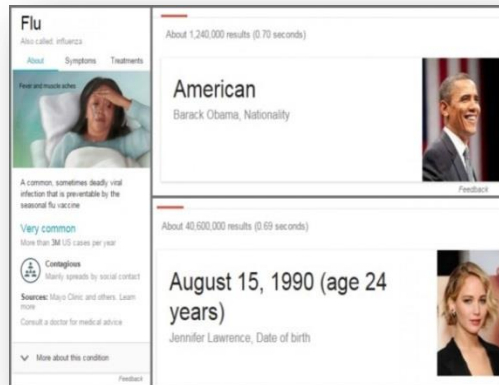 Flu
Also called: influenza
About Symptoms Treatments
Fever and muscle aches
A common, sometimes deadly viral
infection that is preventable by the
seasonal flu vaccine
Very common
More than 3M US cases per year
Contagious
Mainly spreads by social contact
Sources: Mayo Clinic and others. Learn
more
Consult a doctor for medical advice
More about this condition
Feedback
About 1,240,000 results (0.70 seconds)
American
Barack Obama, Nationality
Feedback
About 40,600,000 results (0.69 seconds)
August 15, 1990 (age 24
years)
Jennifer Lawrence, Date of birth